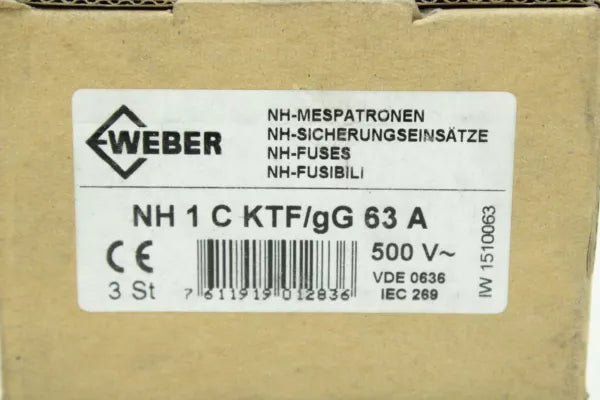 WEBER
NH-MESPATRONEN
NH-SICHERUNGSEINSÄTZE
NH-FUSES
NH-FUSIBILI
NH 1 C KTF/gG 63 A
CE
3 St
7 611919 012836
500 V~
VDE 0636
IEC 269
IW 1510063